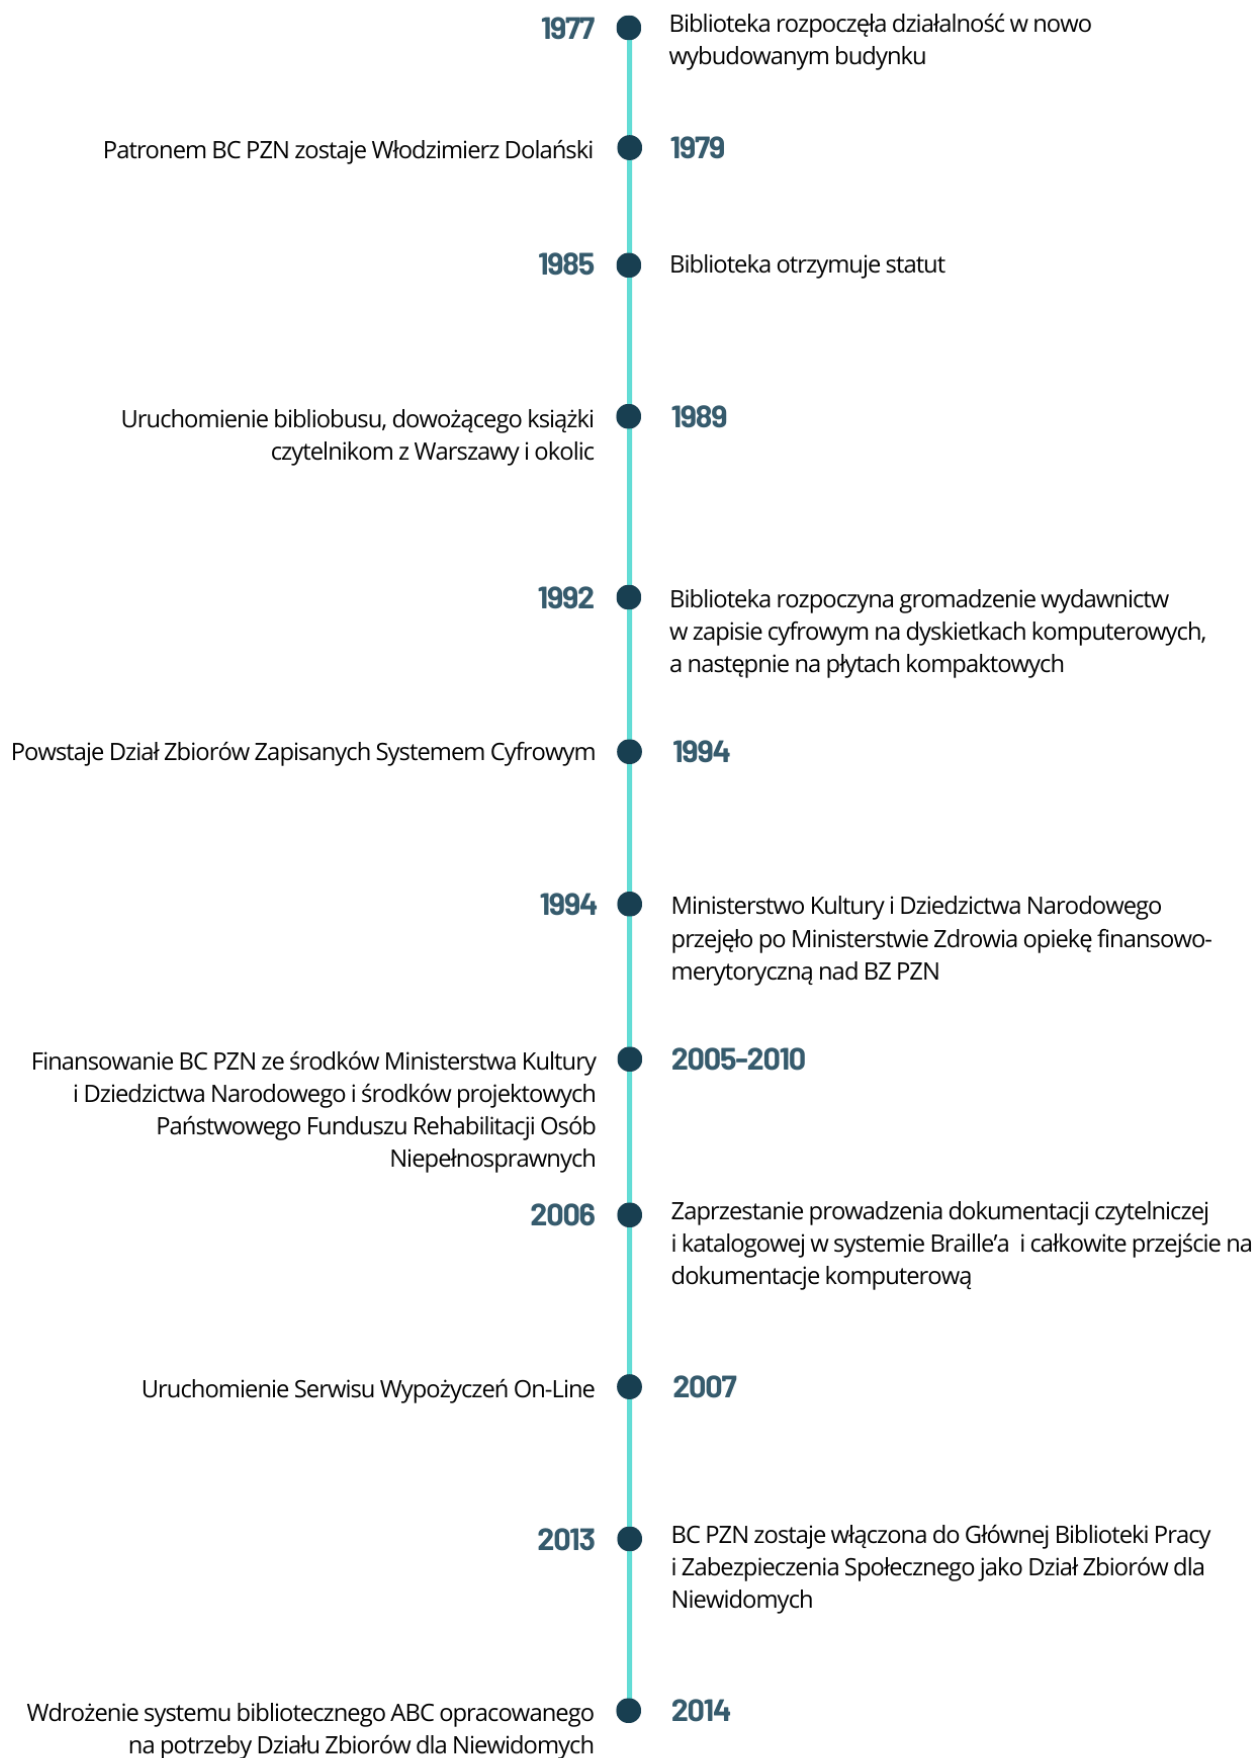 1977
Biblioteka rozpoczęła działalność w nowo
wybudowanym budynku
Patronem BC PZN zostaje Włodzimierz Dolański
1979
1985
Biblioteka otrzymuje statut
Uruchomienie bibliobusu, dowożącego książki
czytelnikom z Warszawy i okolic
1989
1992
Biblioteka rozpoczyna gromadzenie wydawnictw
w zapisie cyfrowym na dyskietkach komputerowych,
a następnie na płytach kompaktowych
Powstaje Dział Zbiorów Zapisanych Systemem Cyfrowym
1994
1994
Ministerstwo Kultury i Dziedzictwa Narodowego
przejęło po Ministerstwie Zdrowia opiekę finansowo-
merytoryczną nad BZ PZN
Finansowanie BC PZN ze środków Ministerstwa Kultury
i Dziedzictwa Narodowego i środków projektowych
Państwowego Funduszu Rehabilitacji Osób
Niepełnosprawnych
2005-2010
2006
Zaprzestanie prowadzenia dokumentacji czytelniczej
i katalogowej w systemie Braille’a  i całkowite przejście na
dokumentacje komputerową
Uruchomienie Serwisu Wypożyczeń On-Line
2007
2013
BC PZN zostaje włączona do Głównej Biblioteki Pracy
i Zabezpieczenia Społecznego jako Dział Zbiorów dla
Niewidomych
Wdrożenie systemu bibliotecznego ABC opracowanego
na potrzeby Działu Zbiorów dla Niewidomych
2014